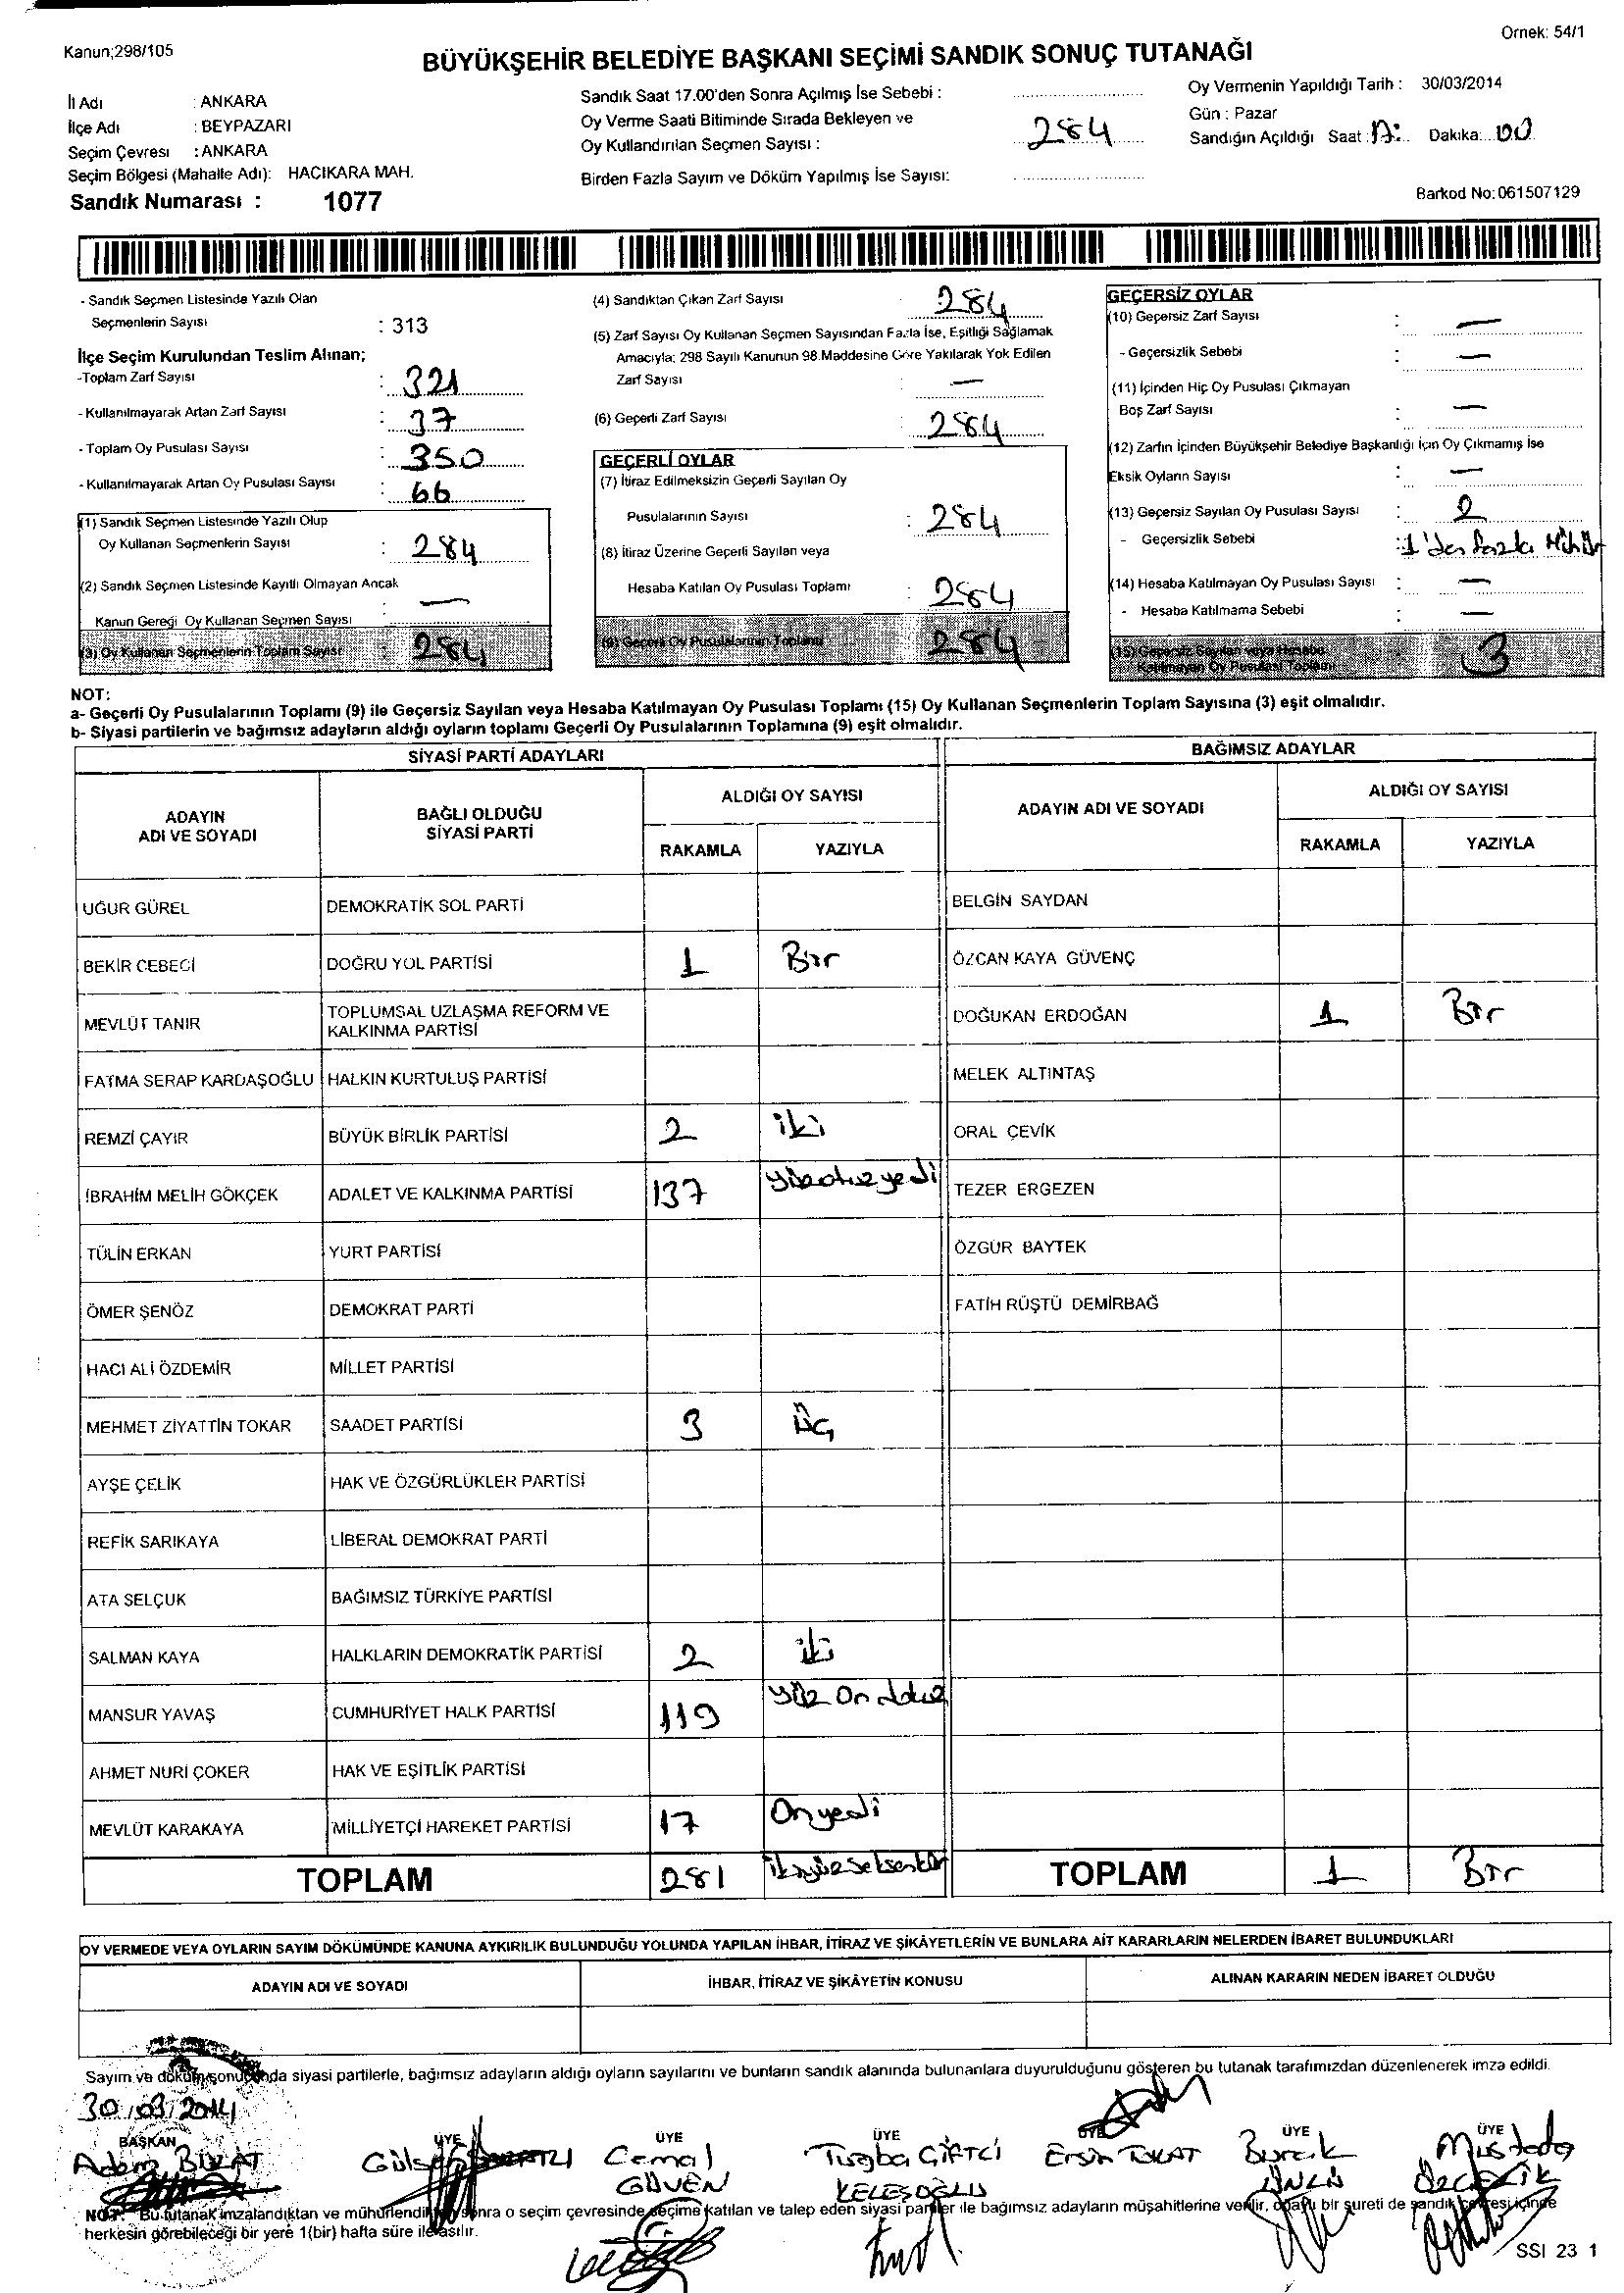 Kanun;298/105
Ornek: 54/1
BÜYÜKŞEHİR BELEDİYE BAŞKANI SEÇİMİ SANDIK SONUÇ TUTANAĞI
İl Adı : ANKARA
İlçe Adı : BEYPAZARI
Seçim Çevresi : ANKARA
Seçim Bölgesi (Mahalle Adı): HACIKARA MAH.
Sandık Numarası : 1077
Sandık Saat 17.00'den Sonra Açılmış İse Sebebi :
Oy Verme Saati Bitiminde Sırada Bekleyen ve
Oy Kullandırılan Seçmen Sayısı : 284
Birden Fazla Sayım ve Döküm Yapılmış İse Sayısı:
Oy Vermenin Yapıldığı Tarih : 30/03/2014
Gün : Pazar
Sandığın Açıldığı Saat : 17: Dakika: 00
Barkod No: 061507129
- Sandık Seçmen Listesinde Yazılı Olan
Seçmenlerin Sayısı : 313
İlçe Seçim Kurulundan Teslim Alınan;
-Toplam Zarf Sayısı : 321
- Kullanılmayarak Artan Zarf Sayısı : 37
- Toplam Oy Pusulası Sayısı : 350
- Kullanılmayarak Artan Oy Pusulası Sayısı : 66
(1) Sandık Seçmen Listesinde Yazılı Olup
Oy Kullanan Seçmenlerin Sayısı : 284
(2) Sandık Seçmen Listesinde Kayıtlı Olmayan Ancak
Kanun Gereği Oy Kullanan Seçmen Sayısı : —
(3) Oy Kullanan Seçmenlerin Toplam Sayısı 284
(4) Sandıktan Çıkan Zarf Sayısı : 284
(5) Zarf Sayısı Oy Kullanan Seçmen Sayısından Fazla İse, Eşitliği Sağlamak
Amacıyla; 298 Sayılı Kanunun 98.Maddesine Göre Yakılarak Yok Edilen
Zarf Sayısı : —
(6) Geçerli Zarf Sayısı : 284
GEÇERLİ OYLAR
(7) İtiraz Edilmeksizin Geçerli Sayılan Oy
Pusulalarının Sayısı : 284
(8) İtiraz Üzerine Geçerli Sayılan veya
Hesaba Katılan Oy Pusulası Toplamı : 284
(9) Geçerli Oy Pusulalarının Toplamı 284
GEÇERSİZ OYLAR
(10) Geçersiz Zarf Sayısı : —
- Geçersizlik Sebebi : —
(11) İçinden Hiç Oy Pusulası Çıkmayan
Boş Zarf Sayısı : —
(12) Zarfın İçinden Büyükşehir Belediye Başkanlığı İçin Oy Çıkmamış İse
Eksik Oyların Sayısı : —
(13) Geçersiz Sayılan Oy Pusulası Sayısı : 2
- Geçersizlik Sebebi : 1'den fazla Mühür
(14) Hesaba Katılmayan Oy Pusulası Sayısı : —
- Hesaba Katılmama Sebebi : —
(15) Geçersiz Sayılan veya Hesaba
Katılmayan Oy Pusulası Toplamı 3
NOT:
a- Geçerli Oy Pusulalarının Toplamı (9) ile Geçersiz Sayılan veya Hesaba Katılmayan Oy Pusulası Toplamı (15) Oy Kullanan Seçmenlerin Toplam Sayısına (3) eşit olmalıdır.
b- Siyasi partilerin ve bağımsız adayların aldığı oyların toplamı Geçerli Oy Pusulalarının Toplamına (9) eşit olmalıdır.
SİYASİ PARTİ ADAYLARI
ADAYIN ADI VE SOYADI
BAĞLI OLDUĞU SİYASİ PARTİ
ALDIĞI OY SAYISI
RAKAMLA YAZIYLA
UĞUR GÜREL DEMOKRATİK SOL PARTİ
BEKİR CEBECİ DOĞRU YOL PARTİSİ 1 Bir
MEVLÜT TANIR TOPLUMSAL UZLAŞMA REFORM VE KALKINMA PARTİSİ
FATMA SERAP KARDAŞOĞLU HALKIN KURTULUŞ PARTİSİ
REMZİ ÇAYIR BÜYÜK BİRLİK PARTİSİ 2 iki
İBRAHİM MELİH GÖKÇEK ADALET VE KALKINMA PARTİSİ 137 yüzotuzyedi
TÜLİN ERKAN YURT PARTİSİ
ÖMER ŞENÖZ DEMOKRAT PARTİ
HACI ALİ ÖZDEMİR MİLLET PARTİSİ
MEHMET ZİYATTİN TOKAR SAADET PARTİSİ 3 Üç
AYŞE ÇELİK HAK VE ÖZGÜRLÜKLER PARTİSİ
REFİK SARIKAYA LİBERAL DEMOKRAT PARTİ
ATA SELÇUK BAĞIMSIZ TÜRKİYE PARTİSİ
SALMAN KAYA HALKLARIN DEMOKRATİK PARTİSİ 2 iki
MANSUR YAVAŞ CUMHURİYET HALK PARTİSİ 119 yüz On dokuz
AHMET NURİ ÇOKER HAK VE EŞİTLİK PARTİSİ
MEVLÜT KARAKAYA MİLLİYETÇİ HAREKET PARTİSİ 17 Onyedi
TOPLAM 281 ikiyüzseksenbir
BAĞIMSIZ ADAYLAR
ADAYIN ADI VE SOYADI
ALDIĞI OY SAYISI
RAKAMLA YAZIYLA
BELGİN SAYDAN
ÖZCAN KAYA GÜVENÇ
DOĞUKAN ERDOĞAN 1 Bir
MELEK ALTINTAŞ
ORAL ÇEVİK
TEZER ERGEZEN
ÖZGÜR BAYTEK
FATİH RÜŞTÜ DEMİRBAĞ
TOPLAM 1 Bir
OY VERMEDE VEYA OYLARIN SAYIM DÖKÜMÜNDE KANUNA AYKIRILIK BULUNDUĞU YOLUNDA YAPILAN İHBAR, İTİRAZ VE ŞİKÂYETLERİN VE BUNLARA AİT KARARLARIN NELERDEN İBARET BULUNDUKLARI
ADAYIN ADI VE SOYADI İHBAR, İTİRAZ VE ŞİKÂYETİN KONUSU ALINAN KARARIN NEDEN İBARET OLDUĞU
Sayım ve döküm sonucunda siyasi partilerle, bağımsız adayların aldığı oyların sayılarını ve bunların sandık alanında bulunanlara duyurulduğunu gösteren bu tutanak tarafımızdan düzenlenerek imza edildi.
30/03/2014
BAŞKAN ÜYE ÜYE ÜYE ÜYE ÜYE ÜYE
Adem BULAT
Cemal GÜVEN
Tuğba ÇİFTCİ KELEŞOĞLU
Ersin TOKAT
Burak
Mustafa ÖZÇELİK
NOT: Bu tutanak imzalandıktan ve mühürlendikten sonra o seçim çevresinde seçime katılan ve talep eden siyasi partiler ile bağımsız adayların müşahitlerine verilir, onaylı bir sureti de sandık çevresi içinde
herkesin görebileceği bir yere 1(bir) hafta süre ile asılır.
SSI 23 1